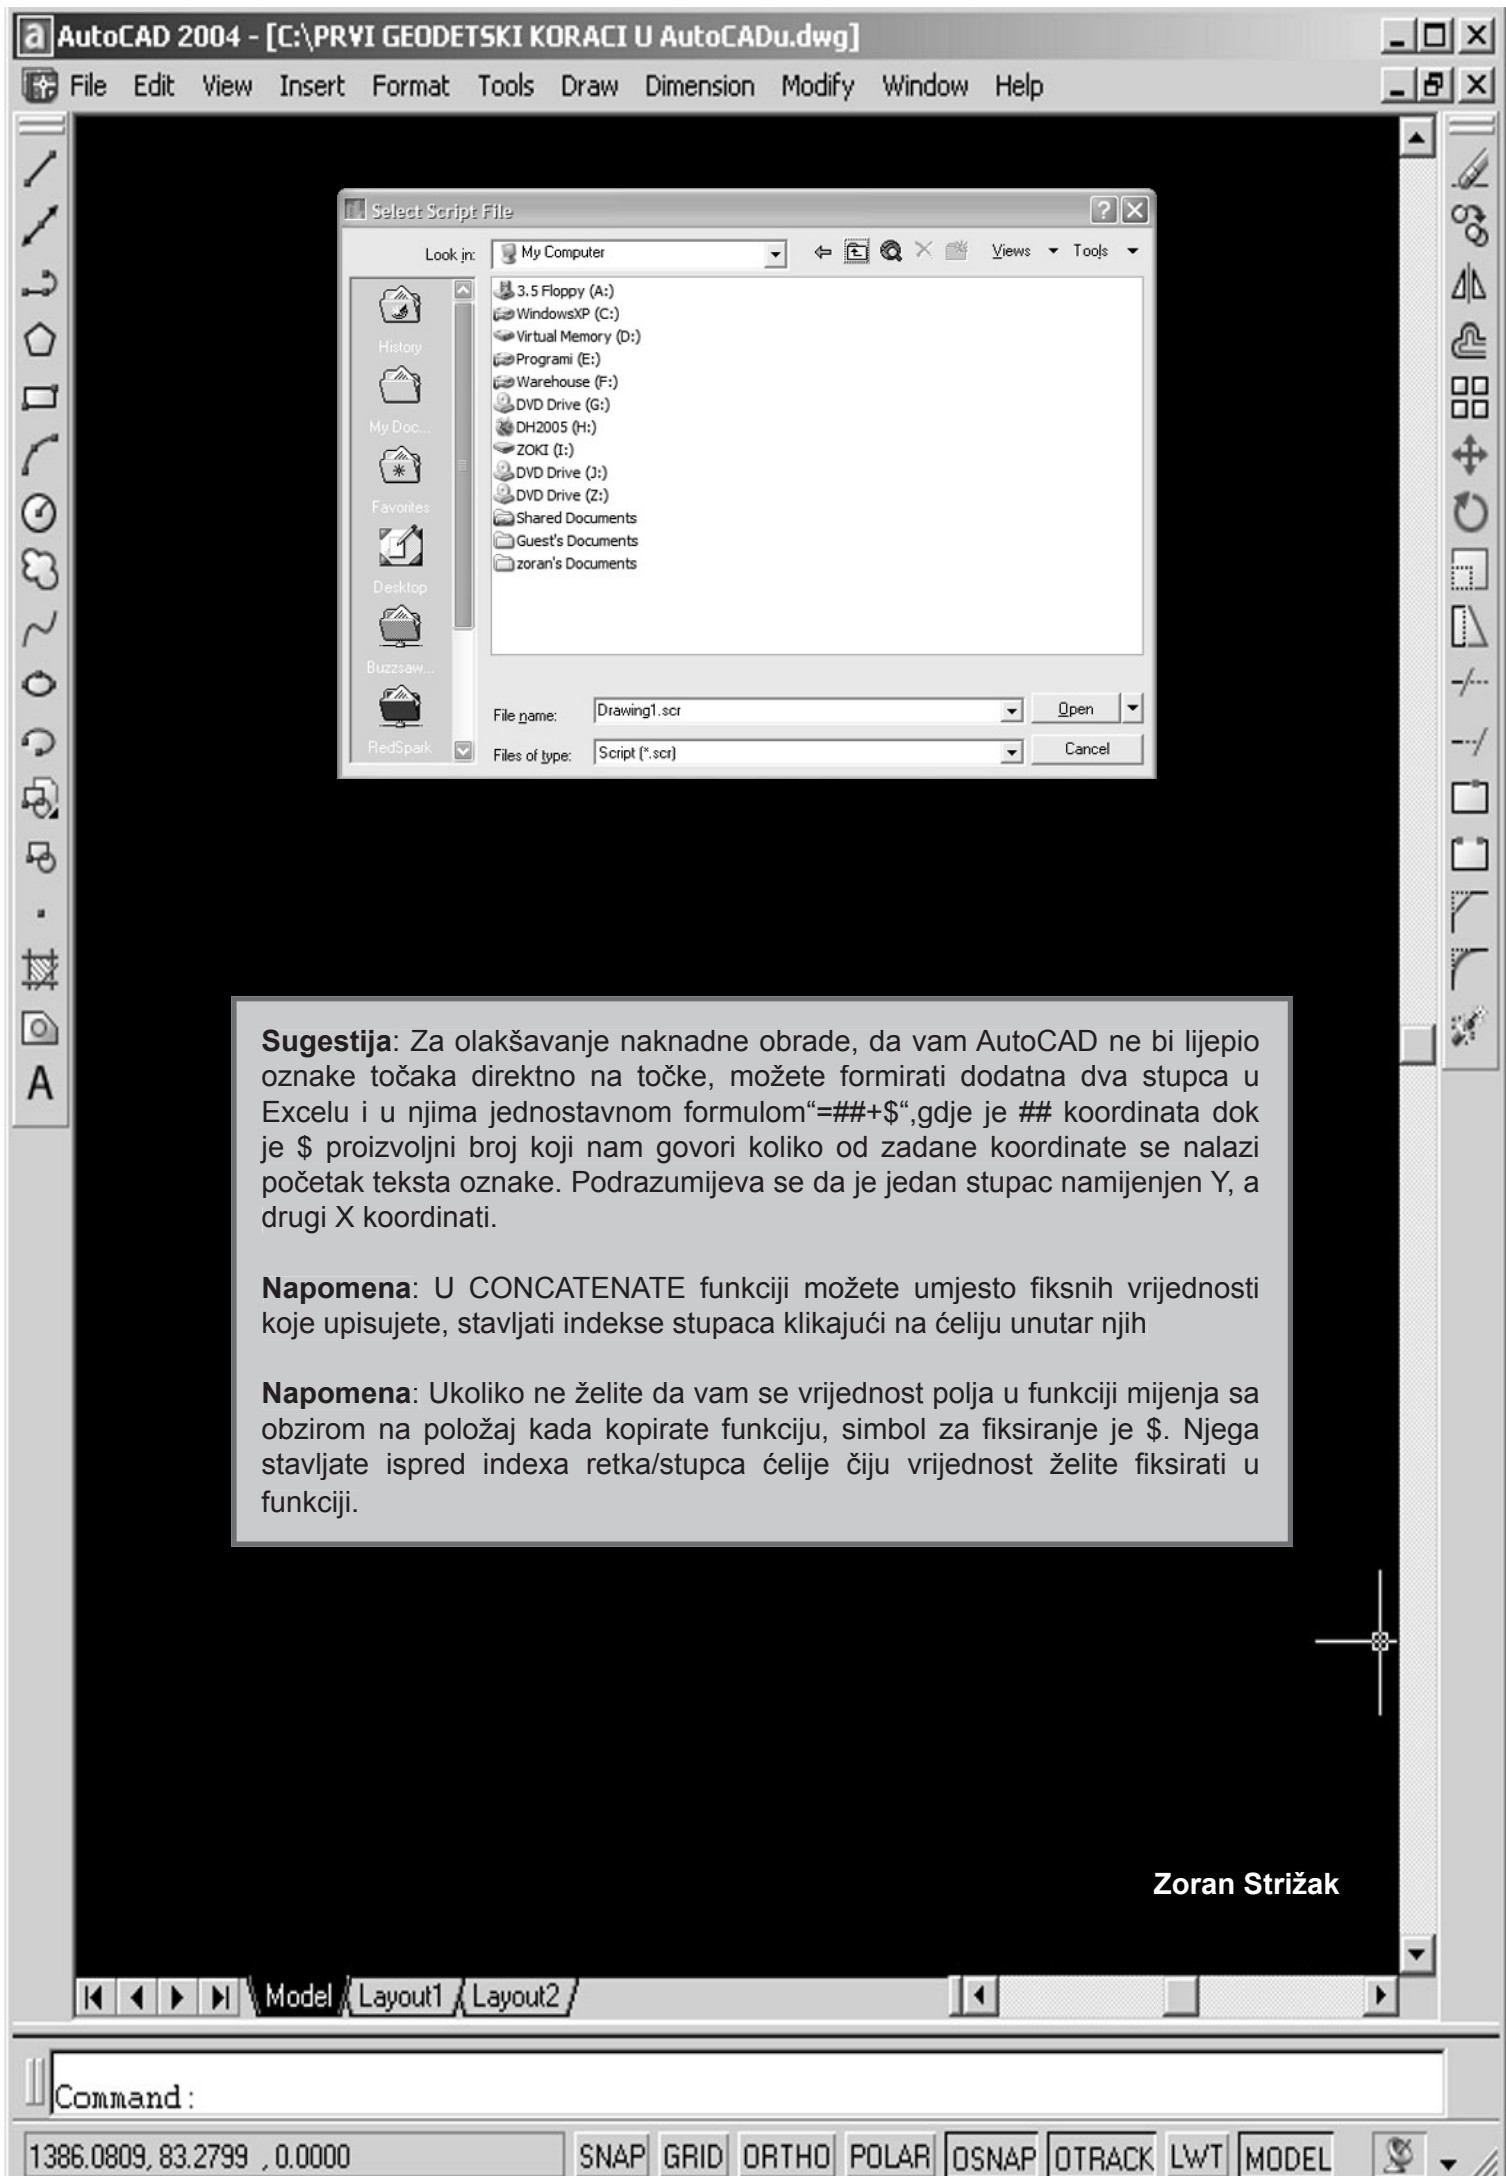 a AutoCAD 2004 - [C:\PRVI GEODETSKI KORACI U AutoCADu.dwg]
File Edit View Insert Format Tools Draw Dimension Modify Window Help
Select Script File
Look in: My Computer Views Tools
History
My Doc...
Favorites
Desktop
Buzzsaw...
RedSpark
3.5 Floppy (A:)
WindowsXP (C:)
Virtual Memory (D:)
Programi (E:)
Warehouse (F:)
DVD Drive (G:)
DH2005 (H:)
ZOKI (I:)
DVD Drive (J:)
DVD Drive (Z:)
Shared Documents
Guest's Documents
zoran's Documents
File name: Drawing1.scr Open
Files of type: Script (*.scr) Cancel
A
Sugestija: Za olakšavanje naknadne obrade, da vam AutoCAD ne bi lijepio
oznake točaka direktno na točke, možete formirati dodatna dva stupca u
Excelu i u njima jednostavnom formulom“=##+$“,gdje je ## koordinata dok
je $ proizvoljni broj koji nam govori koliko od zadane koordinate se nalazi
početak teksta oznake. Podrazumijeva se da je jedan stupac namijenjen Y, a
drugi X koordinati.
Napomena: U CONCATENATE funkciji možete umjesto fiksnih vrijednosti
koje upisujete, stavljati indekse stupaca klikajući na ćeliju unutar njih
Napomena: Ukoliko ne želite da vam se vrijednost polja u funkciji mijenja sa
obzirom na položaj kada kopirate funkciju, simbol za fiksiranje je $. Njega
stavljate ispred indexa retka/stupca ćelije čiju vrijednost želite fiksirati u
funkciji.
Zoran Strižak
Model Layout1 Layout2
Command:
1386.0809, 83.2799 , 0.0000 SNAP GRID ORTHO POLAR OSNAP OTRACK LWT MODEL